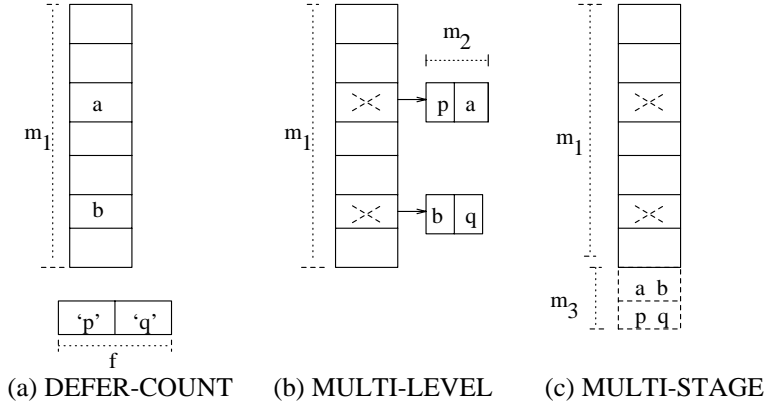 m1
a
b
'p' 'q'
f
(a) DEFER-COUNT
m1
m2
p a
b q
(b) MULTI-LEVEL
m1
a b
m3
p q
(c) MULTI-STAGE